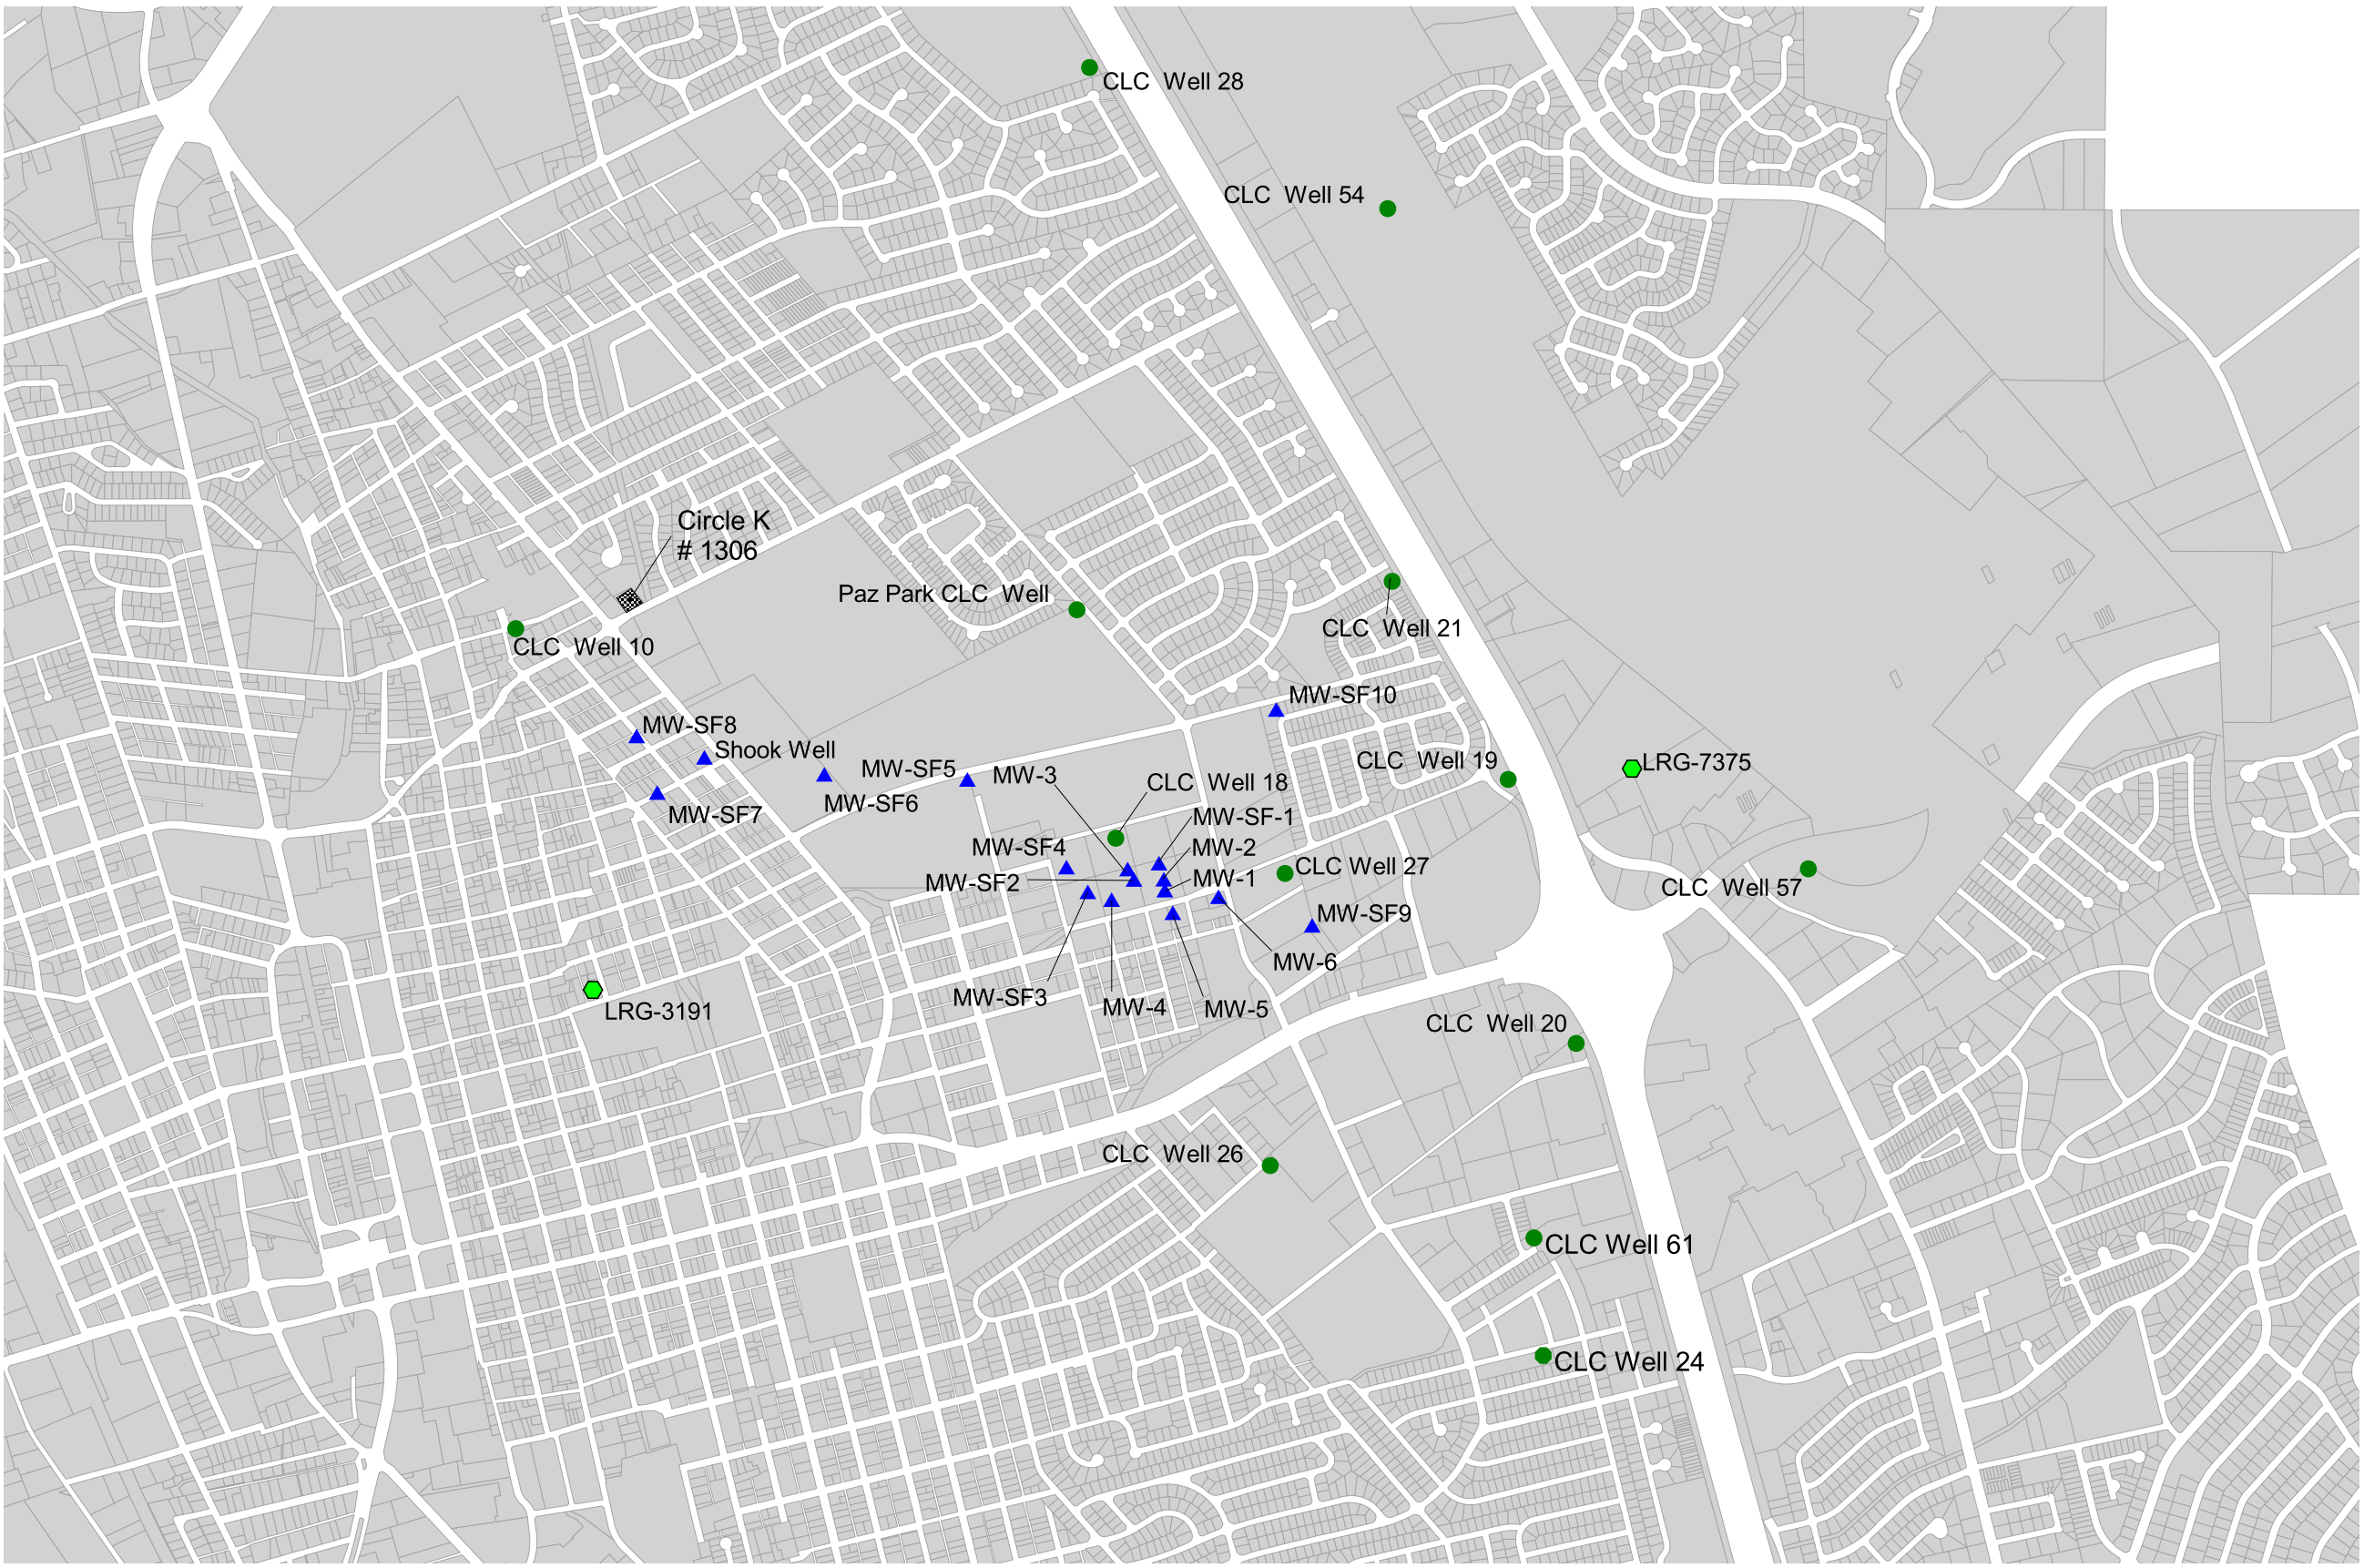 CLC  Well 28
CLC  Well 54
Circle K
# 1306
Paz Park CLC  Well
CLC  Well 21
CLC  Well 10
MW-SF10
MW-SF8
Shook Well
CLC  Well 19
LRG-7375
MW-SF5
MW-3
CLC  Well 18
MW-SF6
MW-SF7
MW-SF-1
MW-SF4
MW-2
CLC Well 27
MW-SF2
MW-1
CLC  Well 57
MW-SF9
MW-6
MW-SF3
MW-4
MW-5
LRG-3191
CLC  Well 20
CLC  Well 26
CLC Well 61
CLC Well 24